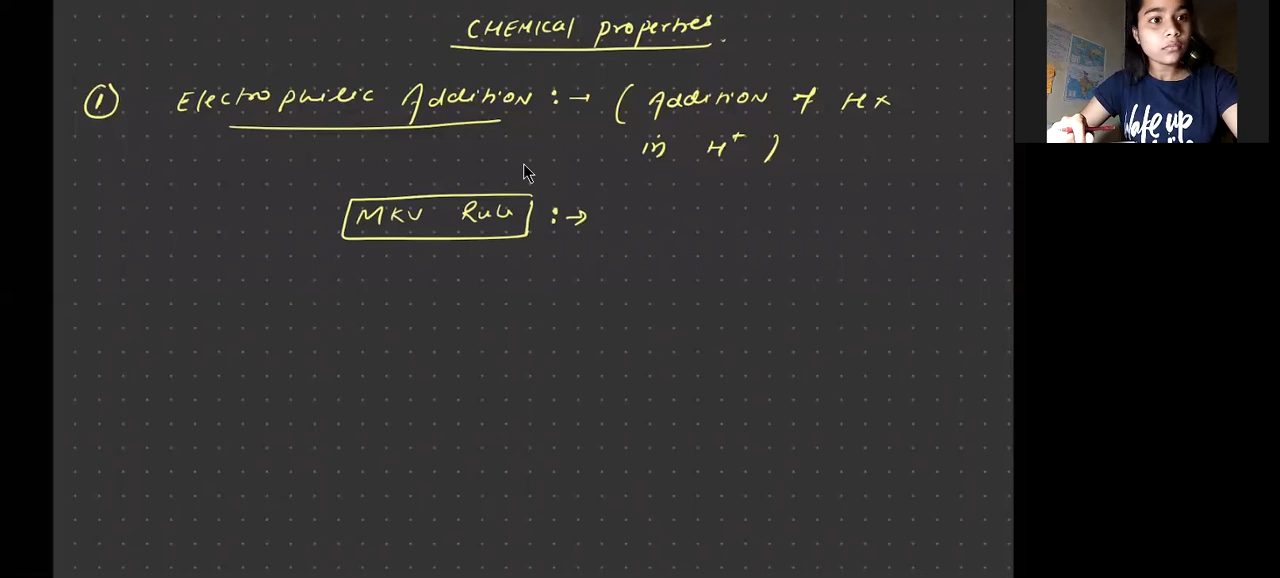 CHEMICAL properties
① Electrophilic Addition :→ ( Addition of HX
in H+ )
MKV Rule :→
Wake up